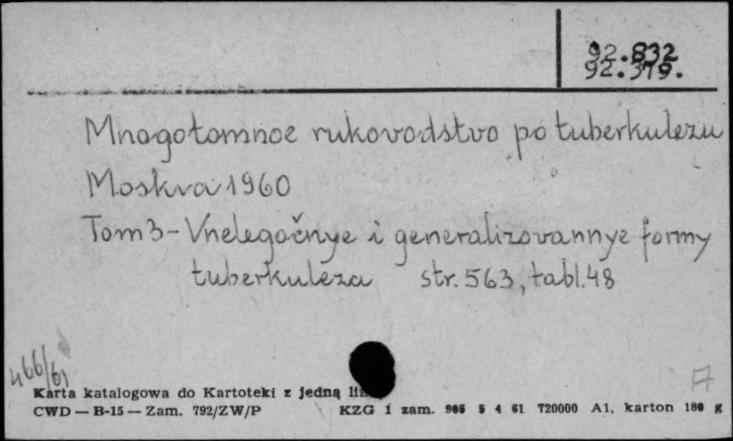 92.832
92.319.
Mnogotomnoe rukovodstvo po tuberkulezu
Moskva 1960
Tom 3 - Vnelegočnye i generalizovannye formy
tuberkuleza str. 563, tabl. 48
466/61
Karta katalogowa do Kartoteki z jedną
CWD — B-15 — Zam. 792/ZW/P KZG 1 zam. 5 4 61 T20000 A1, karton 180 g